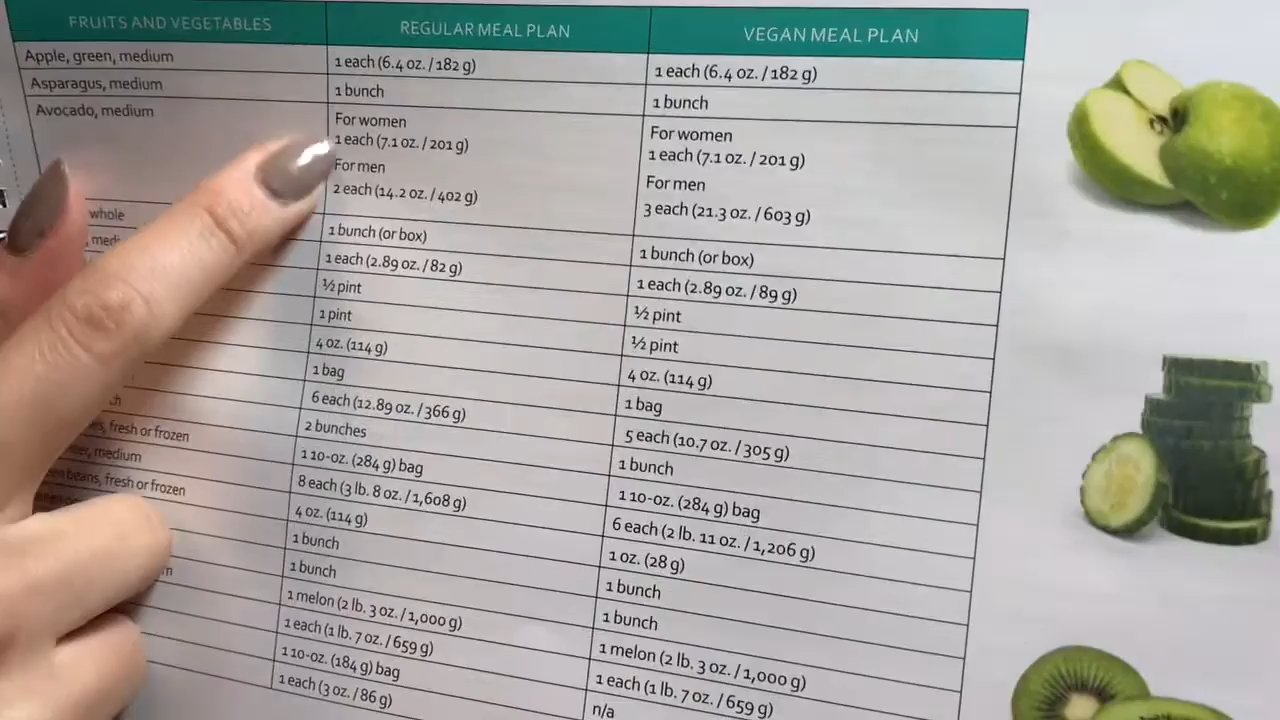 FRUITS AND VEGETABLES REGULAR MEAL PLAN VEGAN MEAL PLAN
Apple, green, medium 1 each (6.4 oz. / 182 g) 1 each (6.4 oz. / 182 g)
Asparagus, medium 1 bunch 1 bunch
Avocado, medium For women For women
1 each (7.1 oz. / 201 g) 1 each (7.1 oz. / 201 g)
For men For men
2 each (14.2 oz. / 402 g) 3 each (21.3 oz. / 603 g)
whole 1 bunch (or box) 1 bunch (or box)
1 each (2.89 oz. / 82 g) 1 each (2.89 oz. / 89 g)
½ pint ½ pint
1 pint ½ pint
4 oz. (114 g) 4 oz. (114 g)
1 bag 1 bag
6 each (12.89 oz. / 366 g) 5 each (10.7 oz. / 305 g)
2 bunches 1 bunch
fresh or frozen 1 10-oz. (284 g) bag 1 10-oz. (284 g) bag
medium 8 each (3 lb. 8 oz. / 1,608 g) 6 each (2 lb. 11 oz. / 1,206 g)
beans, fresh or frozen 4 oz. (114 g) 1 oz. (28 g)
1 bunch 1 bunch
1 bunch 1 bunch
1 melon (2 lb. 3 oz. / 1,000 g) 1 melon (2 lb. 3 oz. / 1,000 g)
1 each (1 lb. 7 oz. / 659 g) 1 each (1 lb. 7 oz. / 659 g)
1 10-oz. (184 g) bag n/a
1 each (3 oz. / 86 g)